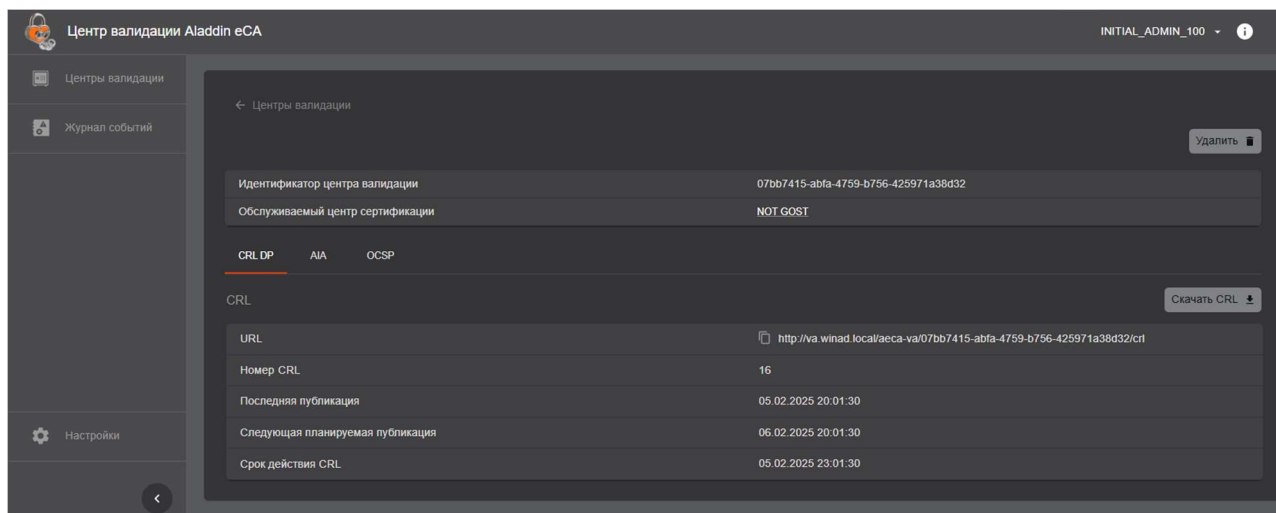 Центр валидации Aladdin eCA
INITIAL_ADMIN_100
Центры валидации
Журнал событий
Настройки
Центры валидации
Удалить
Идентификатор центра валидации 07bb7415-abfa-4759-b756-425971a38d32
Обслуживаемый центр сертификации NOT GOST
CRL DP AIA OCSP
CRL
Скачать CRL
URL http://va.winad.local/aeca-va/07bb7415-abfa-4759-b756-425971a38d32/crl
Номер CRL 16
Последняя публикация 05.02.2025 20:01:30
Следующая планируемая публикация 06.02.2025 20:01:30
Срок действия CRL 05.02.2025 23:01:30